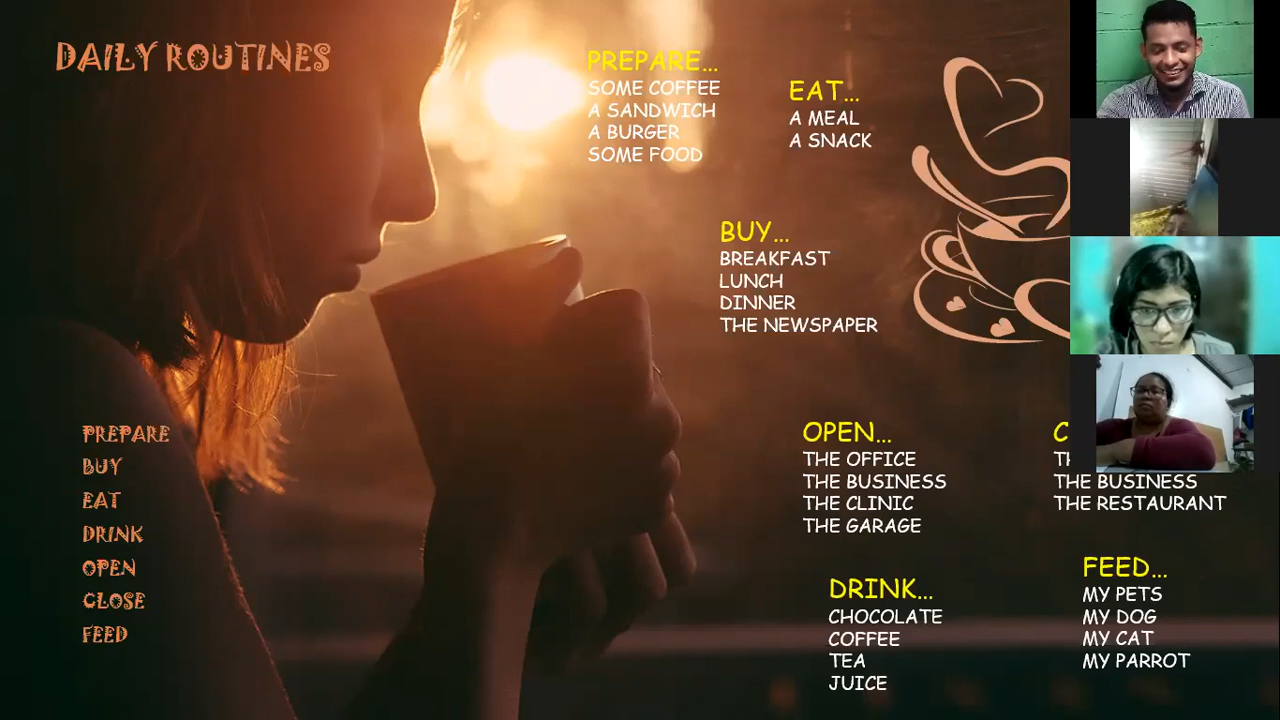 DAILY ROUTINES
PREPARE...
SOME COFFEE
A SANDWICH
A BURGER
SOME FOOD
EAT...
A MEAL
A SNACK
BUY...
BREAKFAST
LUNCH
DINNER
THE NEWSPAPER
PREPARE
BUY
EAT
DRINK
OPEN
CLOSE
FEED
OPEN...
THE OFFICE
THE BUSINESS
THE CLINIC
THE GARAGE
THE BUSINESS
THE RESTAURANT
DRINK...
CHOCOLATE
COFFEE
TEA
JUICE
FEED...
MY PETS
MY DOG
MY CAT
MY PARROT